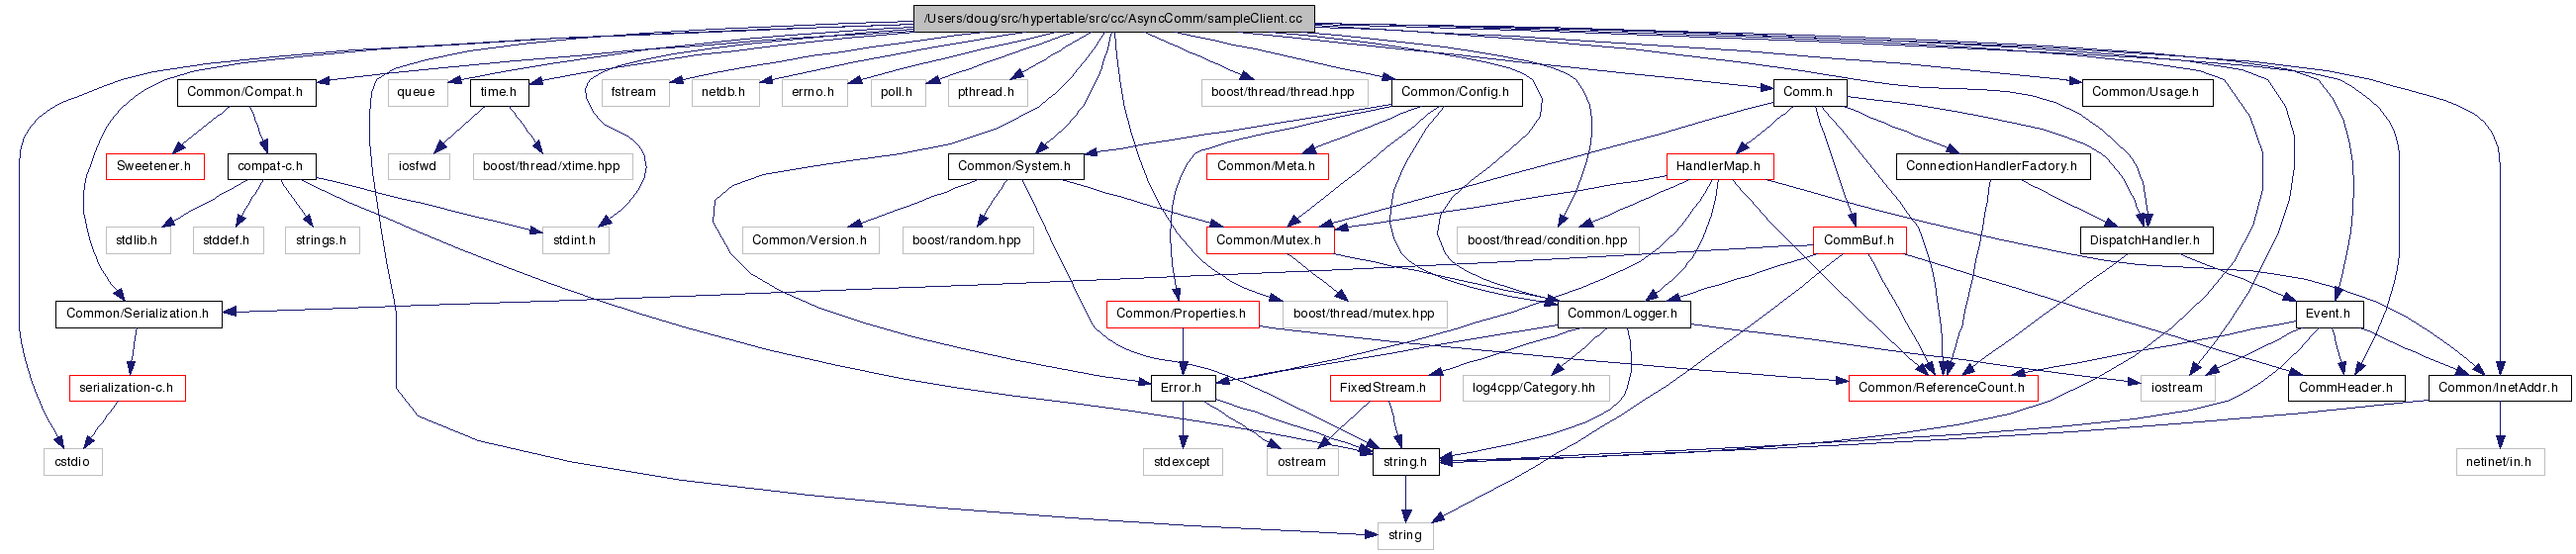 /Users/doug/src/hypertable/src/cc/AsyncComm/sampleClient.cc
Common/Compat.h
queue
time.h
fstream
netdb.h
errno.h
poll.h
pthread.h
boost/thread/thread.hpp
Common/Config.h
Comm.h
Common/Usage.h
Sweetener.h
compat-c.h
iosfwd
boost/thread/xtime.hpp
Common/System.h
Common/Meta.h
HandlerMap.h
ConnectionHandlerFactory.h
stdlib.h
stddef.h
strings.h
stdint.h
Common/Version.h
boost/random.hpp
Common/Mutex.h
boost/thread/condition.hpp
CommBuf.h
DispatchHandler.h
Common/Serialization.h
Common/Properties.h
boost/thread/mutex.hpp
Common/Logger.h
Event.h
serialization-c.h
Error.h
FixedStream.h
log4cpp/Category.hh
Common/ReferenceCount.h
iostream
CommHeader.h
Common/InetAddr.h
cstdio
stdexcept
ostream
string.h
netinet/in.h
string